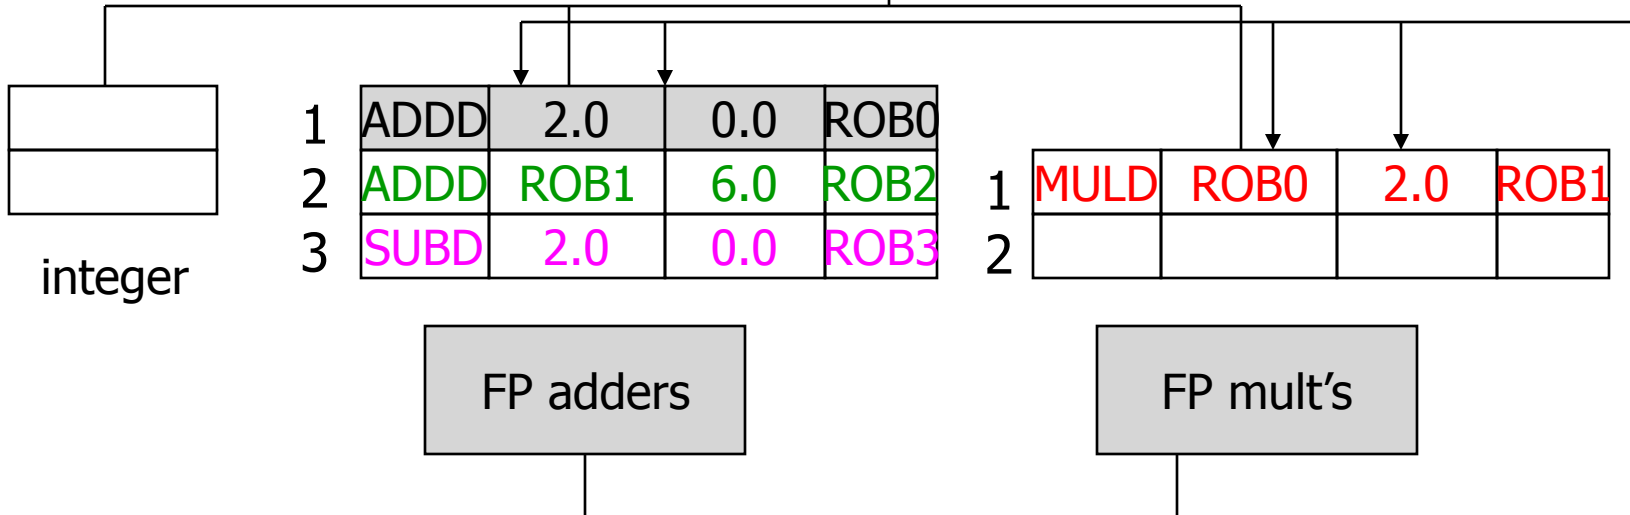 1 ADDD 2.0 0.0 ROB0
2 ADDD ROB1 6.0 ROB2
3 SUBD 2.0 0.0 ROB3
1 MULD ROB0 2.0 ROB1
2
integer
FP adders
FP mult’s